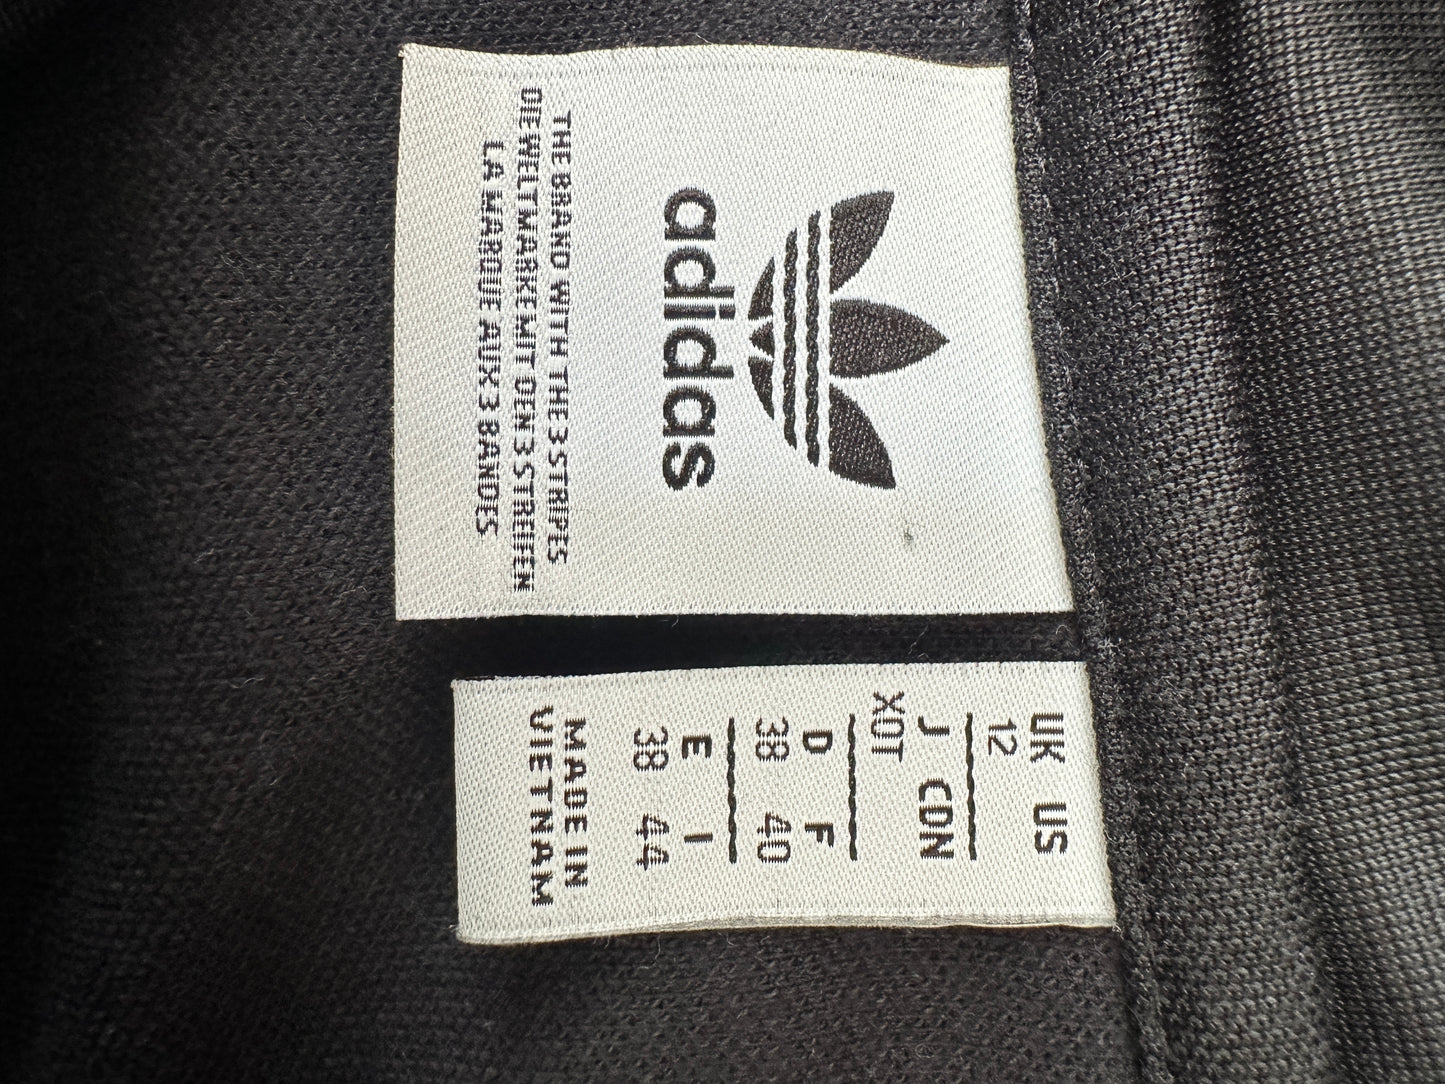 adidas
THE BRAND WITH THE 3 STRIPES
DIE WELTMARKE MIT DEN 3 STREIFEN
LA MARQUE AUX 3 BANDES
UK US
12
J CDN
XOT
D F
38 40
E I
38 44
MADE IN
VIETNAM